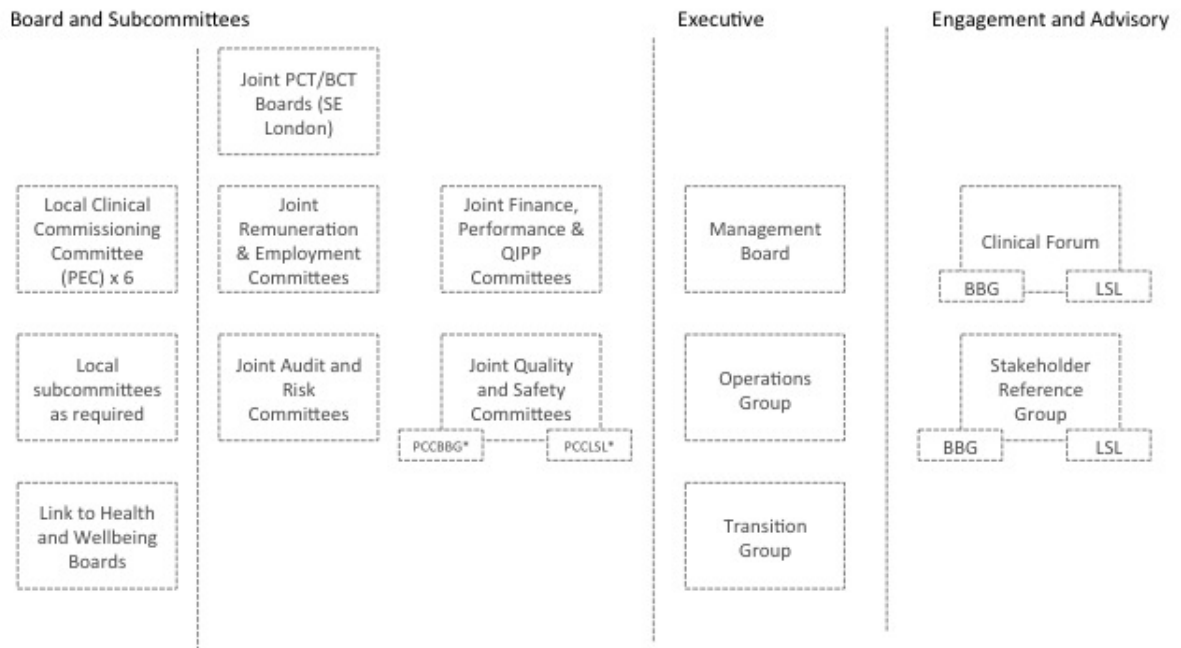 Board and Subcommittees
Executive
Engagement and Advisory
Joint PCT/BCT
Boards (SE
London)
Local Clinical
Commissioning
Committee
(PEC) x 6
Joint
Remuneration
& Employment
Committees
Joint Finance,
Performance &
QIPP
Committees
Management
Board
Clinical Forum
BBG
LSL
Local
subcommittees
as required
Joint Audit and
Risk
Committees
Joint Quality
and Safety
Committees
PCCBBG*
PCCLSL*
Operations
Group
Stakeholder
Reference
Group
BBG
LSL
Link to Health
and Wellbeing
Boards
Transition
Group